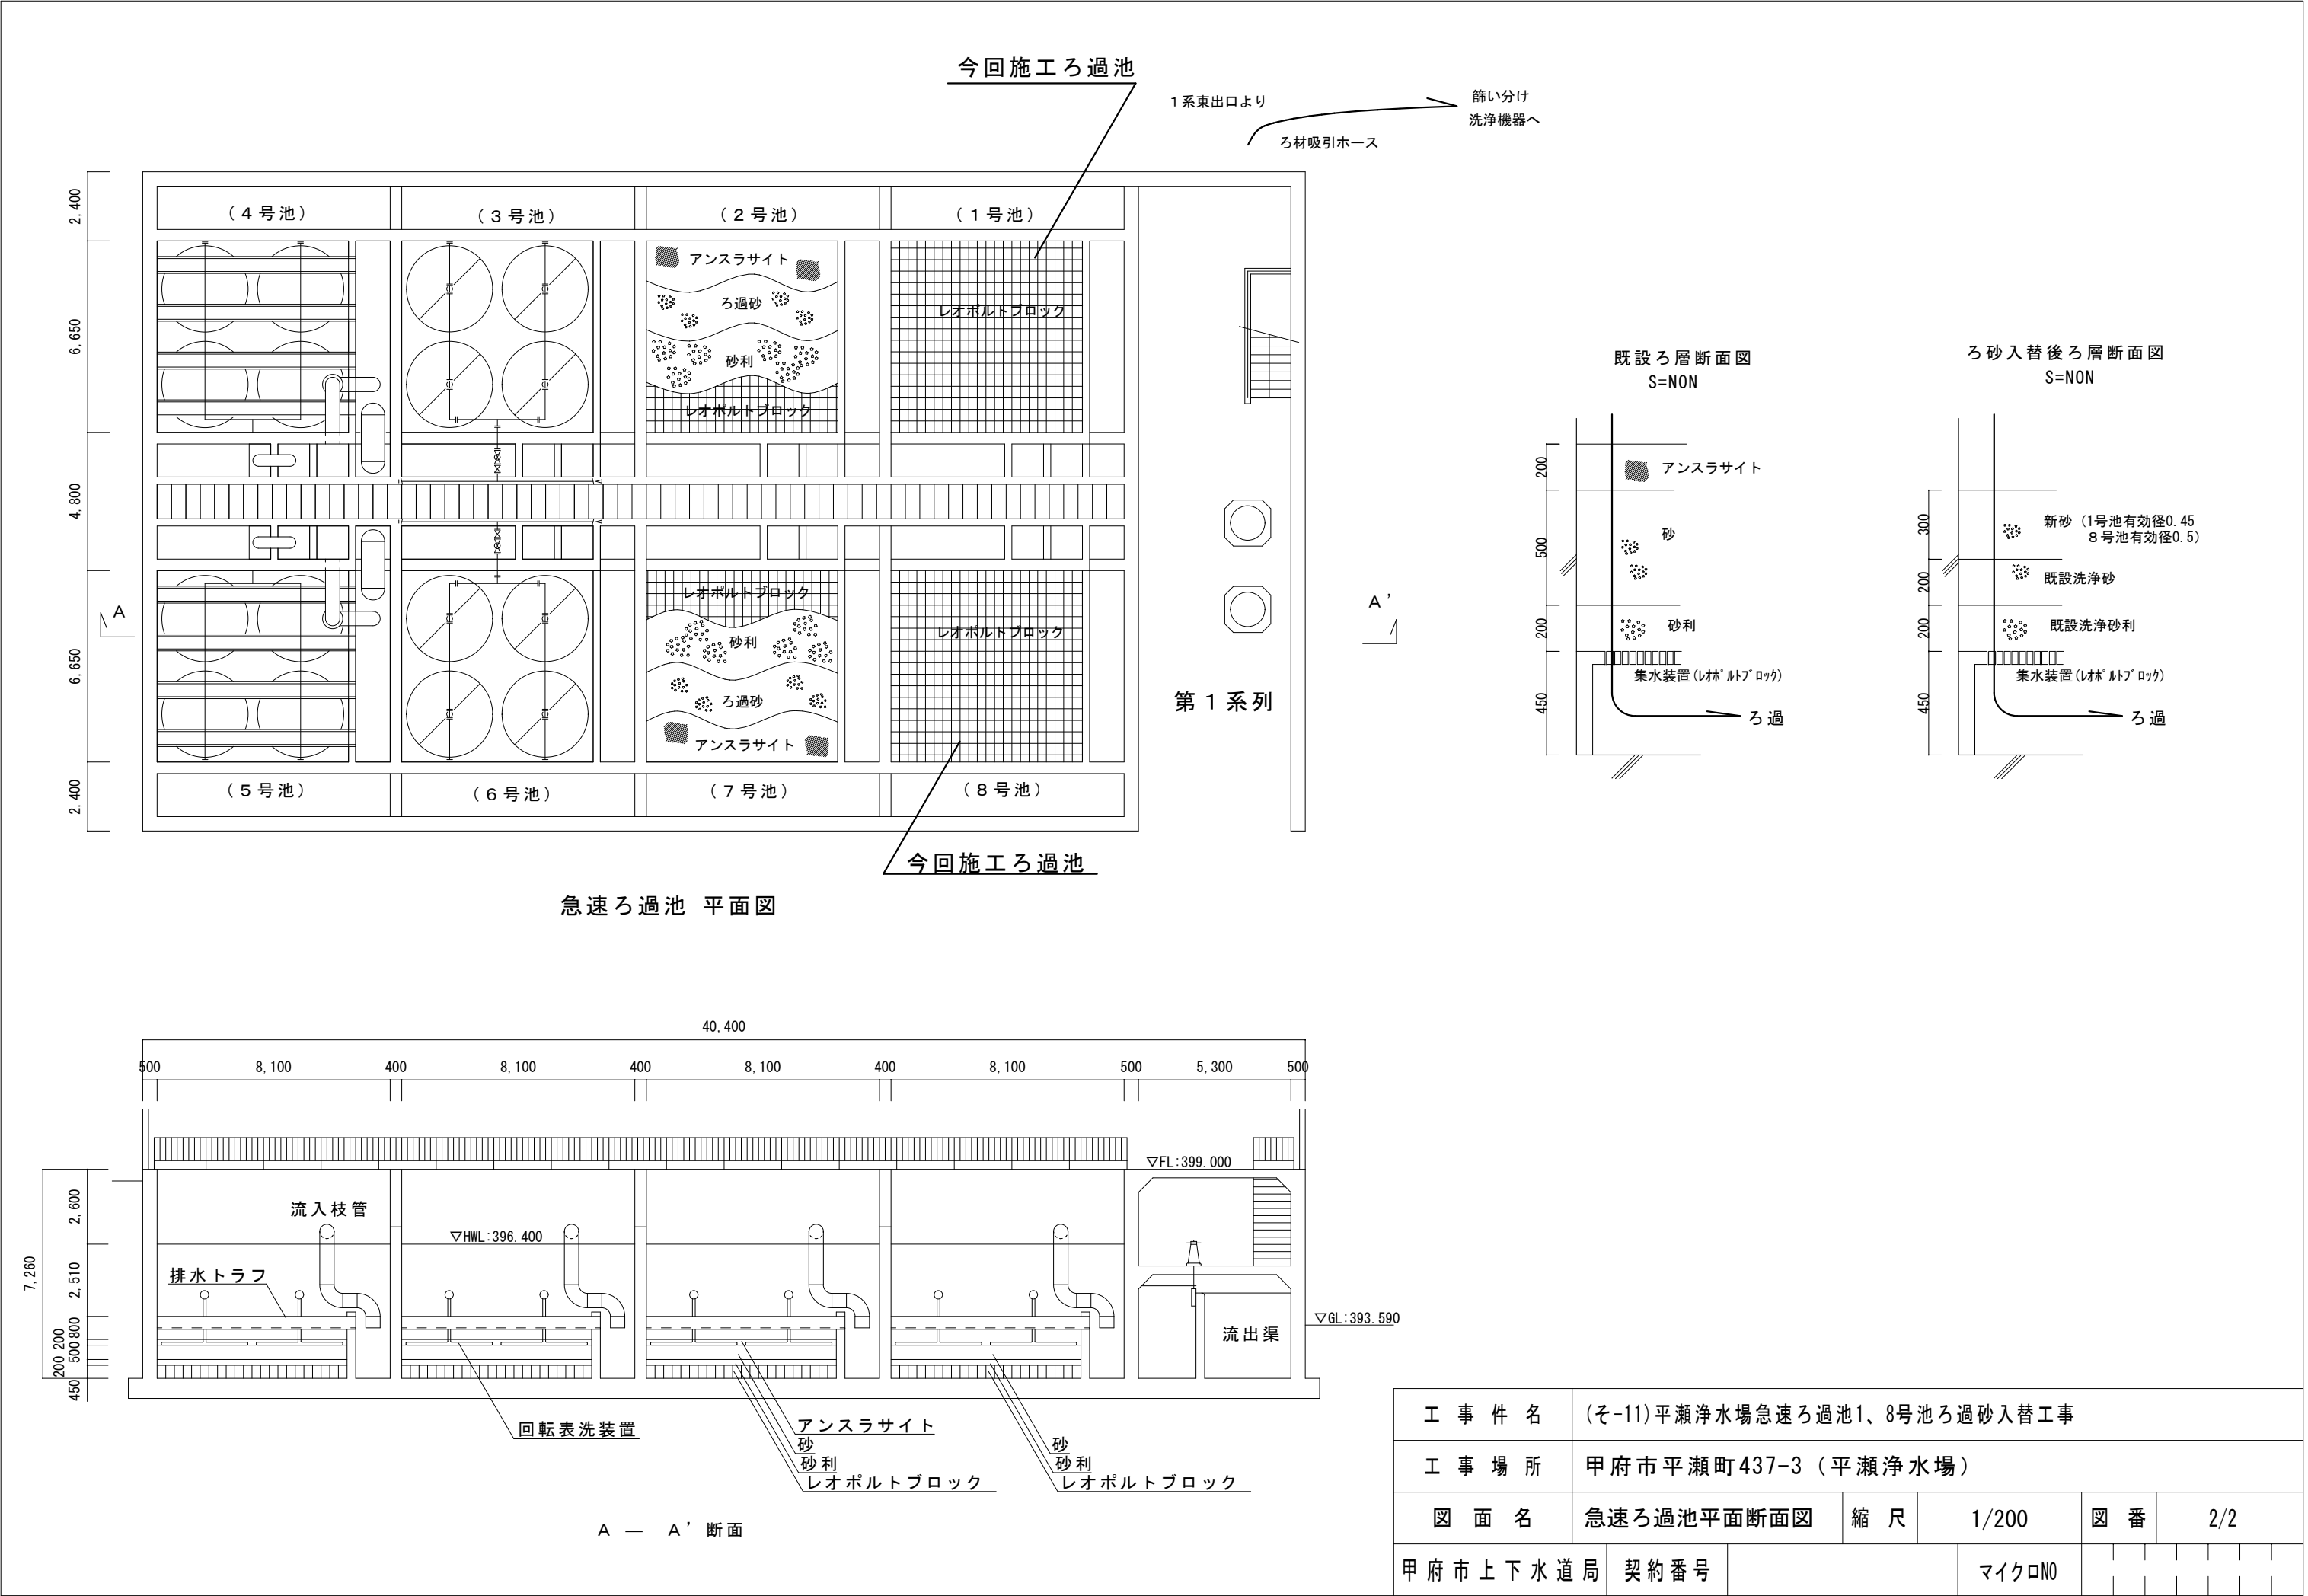 今回施工ろ過池
1系東出口より
ろ材吸引ホース
篩い分け
洗浄機器へ
(4号池)
(3号池)
(2号池)
(1号池)
アンスラサイト
ろ過砂
砂利
レオポルトブロック
レオポルトブロック
2,400
6,650
4,800
6,650
2,400
A
A'
レオポルトブロック
砂利
ろ過砂
アンスラサイト
レオポルトブロック
第1系列
(5号池)
(6号池)
(7号池)
(8号池)
今回施工ろ過池
急速ろ過池 平面図
既設ろ層断面図
S=NON
200
500
200
450
アンスラサイト
砂
砂利
集水装置(レオポルトブロック)
ろ過
ろ砂入替後ろ層断面図
S=NON
300
200
200
450
新砂(1号池有効径0.45
8号池有効径0.5)
既設洗浄砂
既設洗浄砂利
集水装置(レオポルトブロック)
ろ過
40,400
500 8,100 400 8,100 400 8,100 400 8,100 500 5,300 500
▽FL:399.000
流入枝管
▽HWL:396.400
排水トラフ
7,260
2,600
2,510
800
200
500
200
450
▽GL:393.590
流出渠
回転表洗装置
アンスラサイト
砂
砂利
レオポルトブロック
砂
砂利
レオポルトブロック
A — A' 断面
工事件名 (そ-11)平瀬浄水場急速ろ過池1、8号池ろ過砂入替工事
工事場所 甲府市平瀬町437-3(平瀬浄水場)
図面名 急速ろ過池平面断面図 縮尺 1/200 図番 2/2
甲府市上下水道局 契約番号 マイクロNO